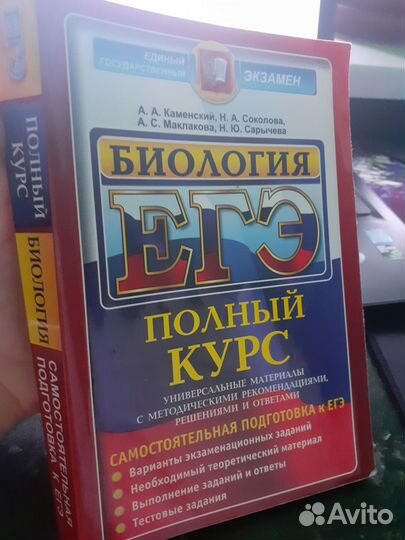 ЕДИНЫЙ
ГОСУДАРСТВЕННЫЙ
ЭКЗАМЕН
А. А. Каменский, Н. А. Соколова,
А. С. Маклакова, Н. Ю. Сарычева
БИОЛОГИЯ
ЕГЭ
ПОЛНЫЙ
КУРС
УНИВЕРСАЛЬНЫЕ МАТЕРИАЛЫ
С МЕТОДИЧЕСКИМИ РЕКОМЕНДАЦИЯМИ,
РЕШЕНИЯМИ И ОТВЕТАМИ
САМОСТОЯТЕЛЬНАЯ ПОДГОТОВКА К ЕГЭ
• Варианты экзаменационных заданий
• Необходимый теоретический материал
• Выполнение заданий и ответы
• Тестовые задания
ЕГЭ
ПОЛНЫЙ
КУРС
БИОЛОГИЯ
САМОСТОЯТЕЛЬНАЯ
ПОДГОТОВКА К ЕГЭ
Avito